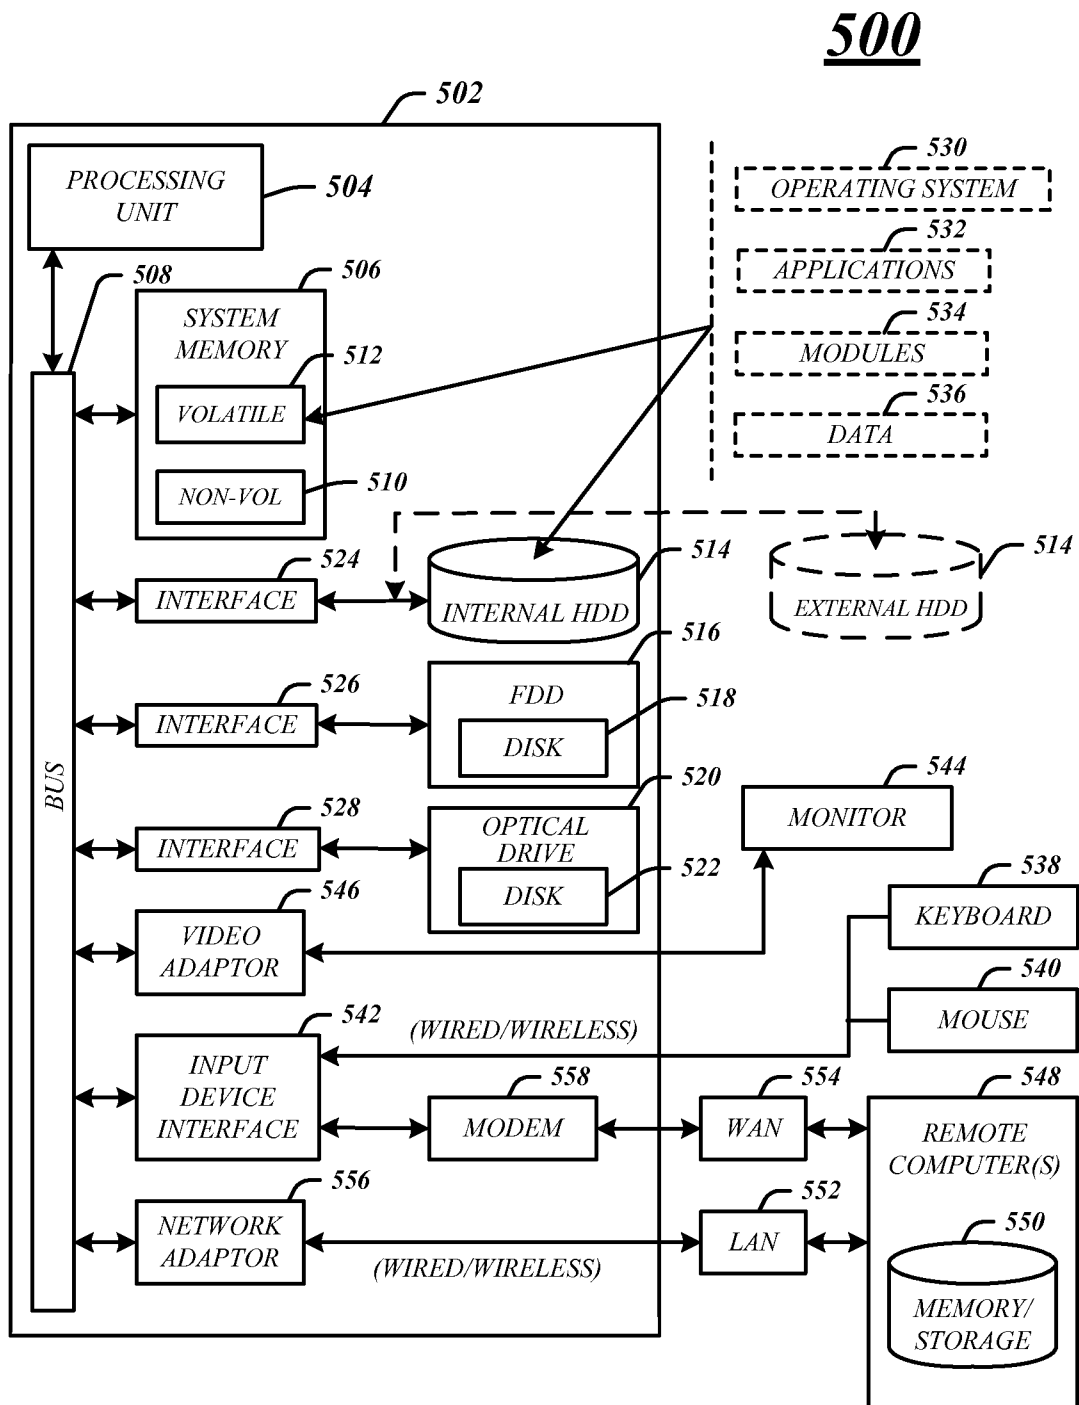 500
502
PROCESSING
UNIT
504
508
506
SYSTEM
MEMORY
512
VOLATILE
510
NON-VOL
530
OPERATING SYSTEM
532
APPLICATIONS
534
MODULES
536
DATA
524
INTERFACE
514
INTERNAL HDD
514
EXTERNAL HDD
516
FDD
518
DISK
526
INTERFACE
BUS
520
OPTICAL
DRIVE
522
DISK
528
INTERFACE
544
MONITOR
546
VIDEO
ADAPTOR
538
KEYBOARD
540
MOUSE
542
INPUT
DEVICE
INTERFACE
(WIRED/WIRELESS)
558
MODEM
554
WAN
548
REMOTE
COMPUTER(S)
556
NETWORK
ADAPTOR
(WIRED/WIRELESS)
552
LAN
550
MEMORY/
STORAGE